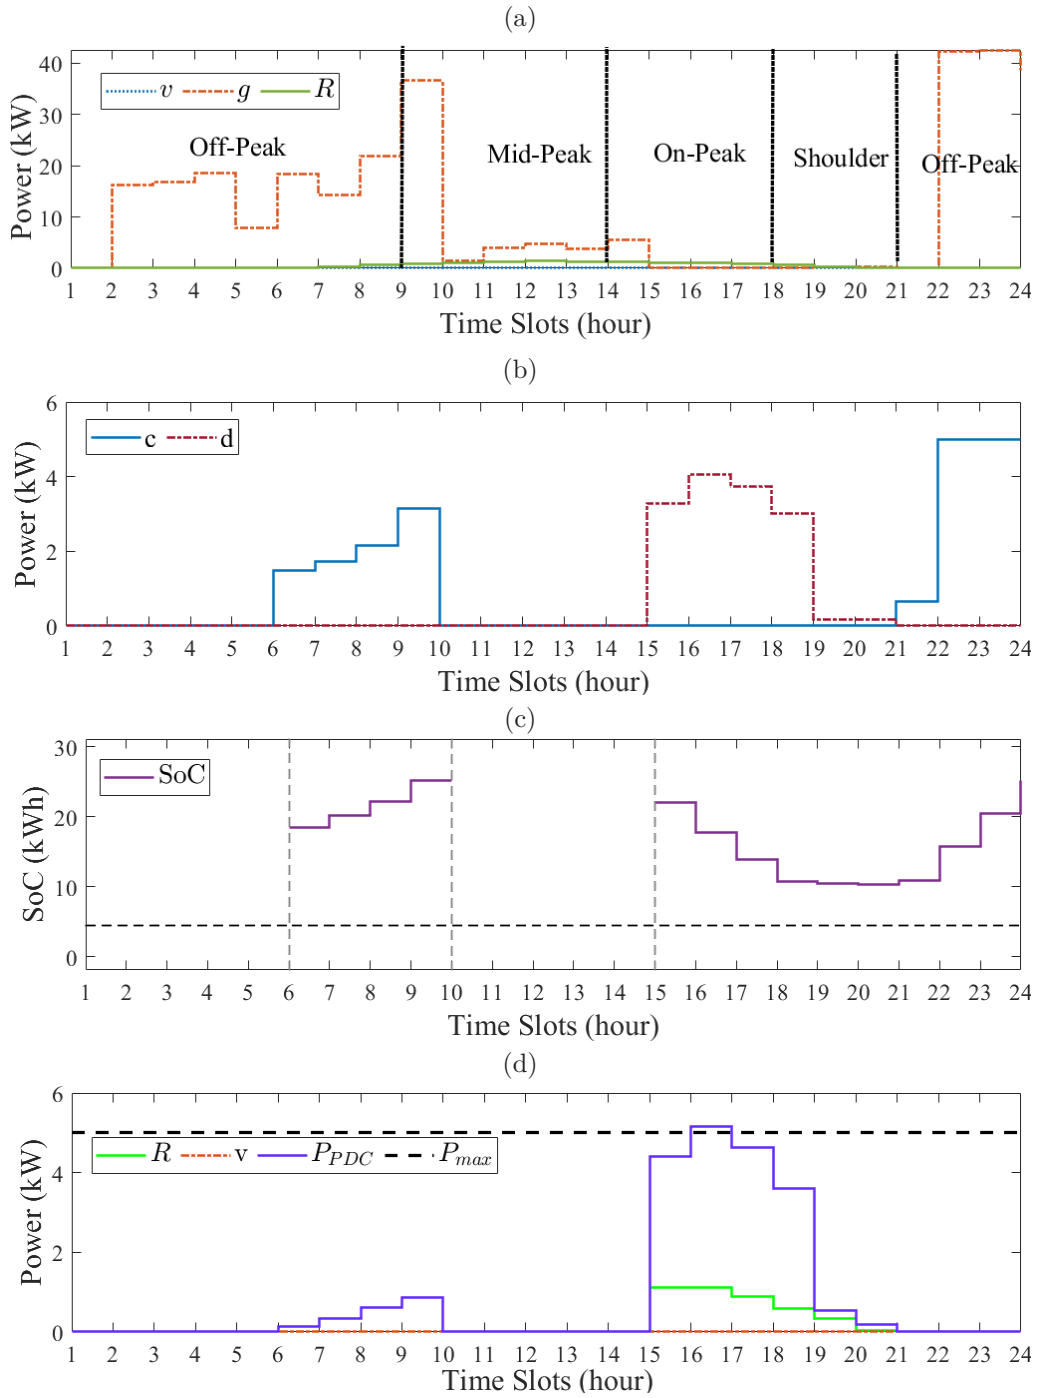 (a)
40
30
20
10
0
Power (kW)
v g R
Off-Peak
Mid-Peak
On-Peak
Shoulder
Off-Peak
1 2 3 4 5 6 7 8 9 10 11 12 13 14 15 16 17 18 19 20 21 22 23 24
Time Slots (hour)
(b)
6
4
2
0
Power (kW)
c d
1 2 3 4 5 6 7 8 9 10 11 12 13 14 15 16 17 18 19 20 21 22 23 24
Time Slots (hour)
(c)
30
20
10
0
SoC (kWh)
SoC
1 2 3 4 5 6 7 8 9 10 11 12 13 14 15 16 17 18 19 20 21 22 23 24
Time Slots (hour)
(d)
6
4
2
0
Power (kW)
R v P_PDC P_max
1 2 3 4 5 6 7 8 9 10 11 12 13 14 15 16 17 18 19 20 21 22 23 24
Time Slots (hour)